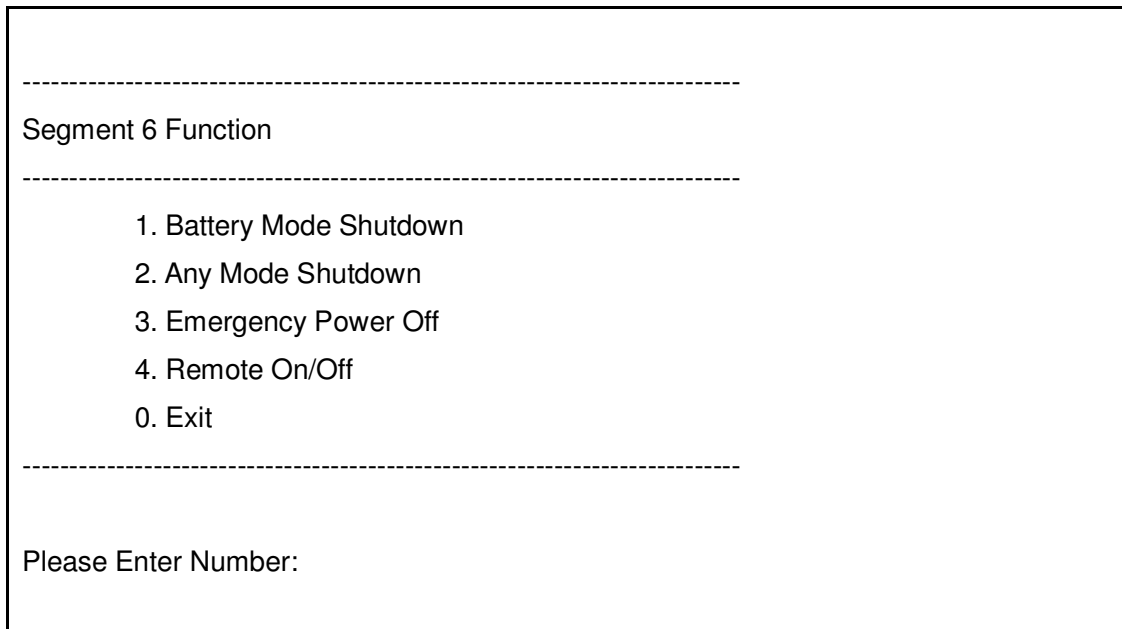 -----------------------------------------------------------------------------
Segment 6 Function
-----------------------------------------------------------------------------
1. Battery Mode Shutdown
2. Any Mode Shutdown
3. Emergency Power Off
4. Remote On/Off
0. Exit
-----------------------------------------------------------------------------
Please Enter Number: